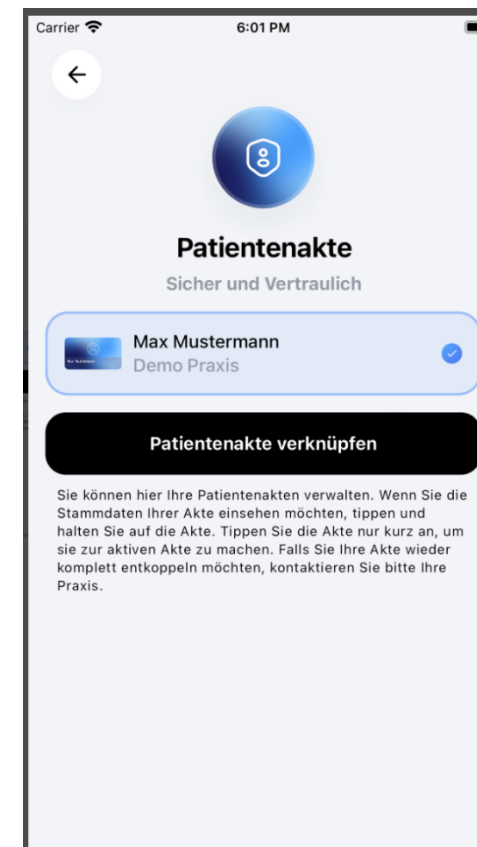 Carrier 6:01 PM
Patientenakte
Sicher und Vertraulich
Max Mustermann
Demo Praxis
Patientenakte verknüpfen
Sie können hier Ihre Patientenakten verwalten. Wenn Sie die
Stammdaten Ihrer Akte einsehen möchten, tippen und
halten Sie auf die Akte. Tippen Sie die Akte nur kurz an, um
sie zur aktiven Akte zu machen. Falls Sie Ihre Akte wieder
komplett entkoppeln möchten, kontaktieren Sie bitte Ihre
Praxis.